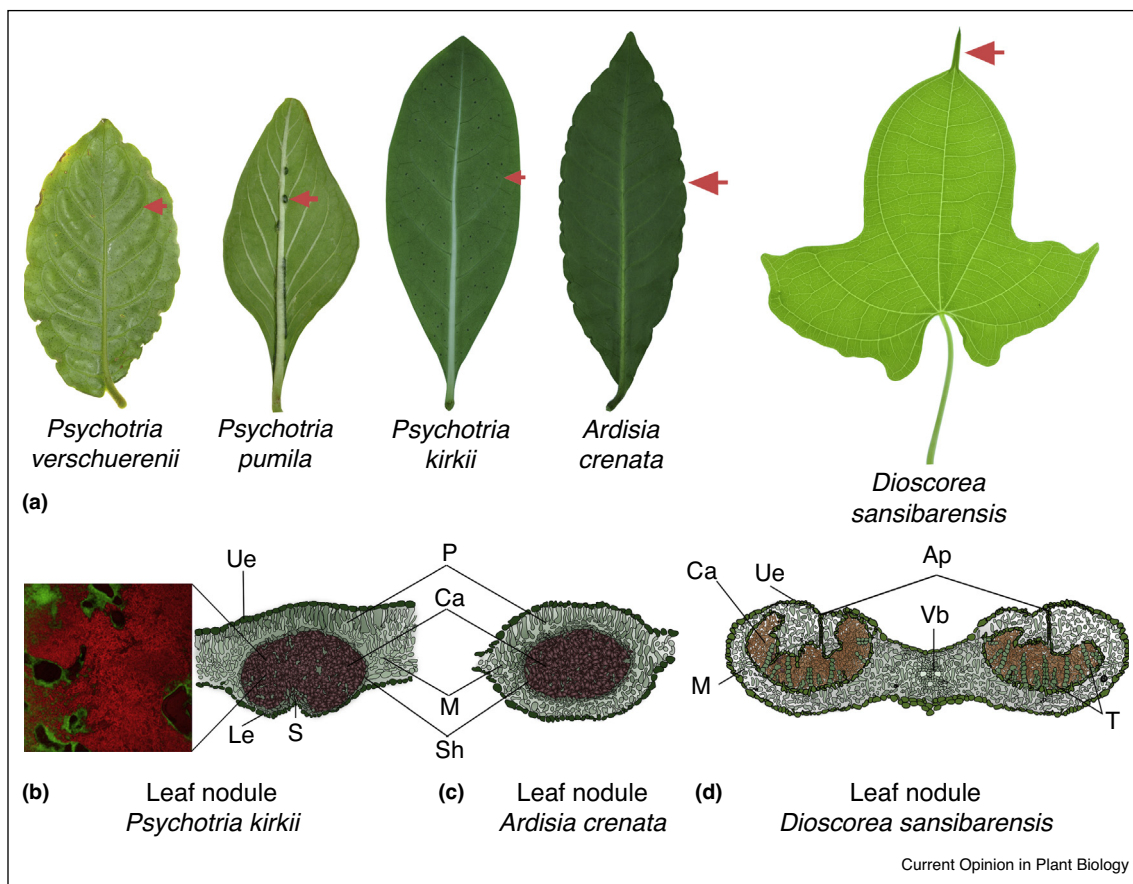 Psychotria
verschuerenii
Psychotria
pumila
Psychotria
kirkii
Ardisia
crenata
Dioscorea
sansibarensis
(a)
Ue
P
Ca
M
Sh
Le
S
Ca
Ue
Ap
Vb
M
T
(b)
Leaf nodule
Psychotria kirkii
(c)
Leaf nodule
Ardisia crenata
(d)
Leaf nodule
Dioscorea sansibarensis
Current Opinion in Plant Biology